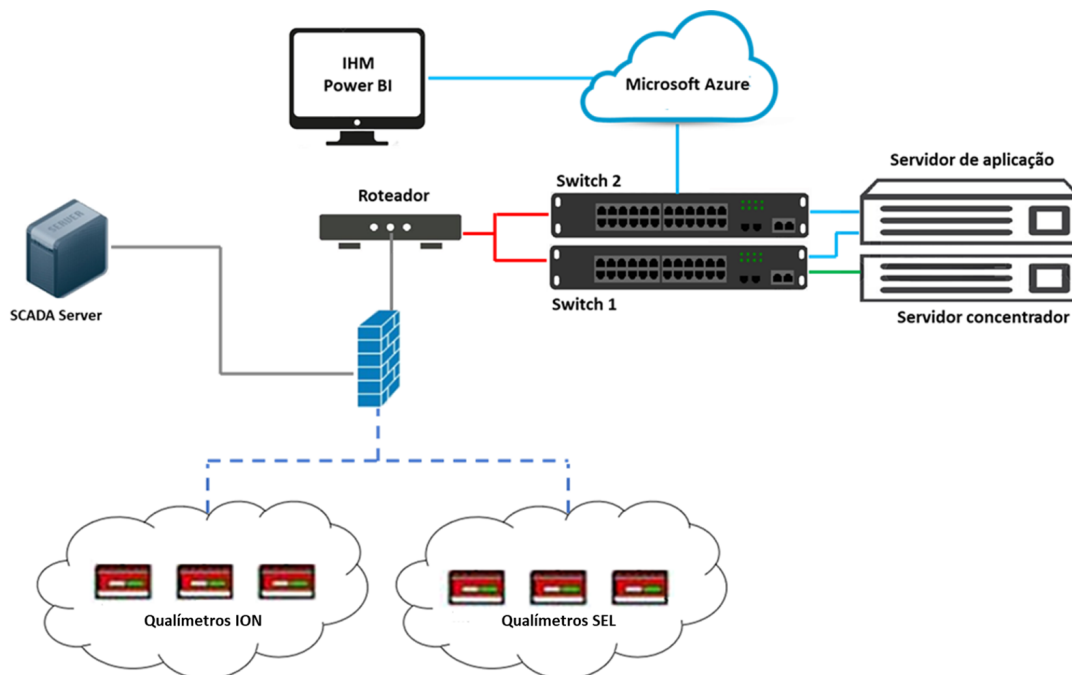 IHM
Power BI
Microsoft Azure
Servidor de aplicação
Switch 2
Roteador
SERVER
Switch 1
SCADA Server
Servidor concentrador
Qualímetros ION
Qualímetros SEL